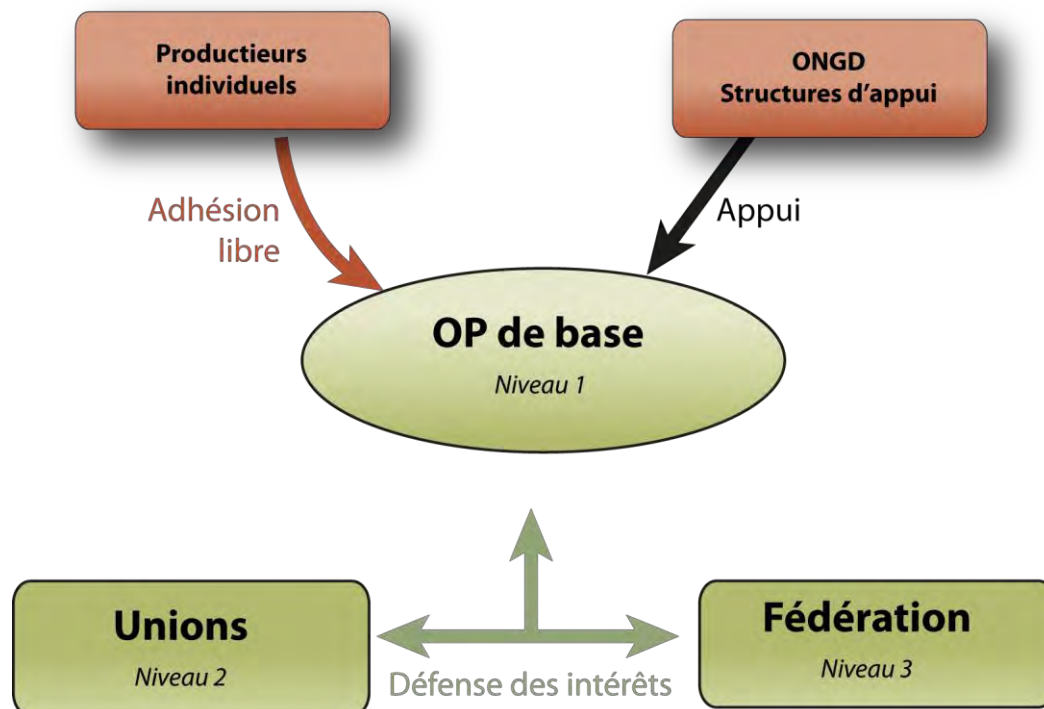 Productieurs
individuels
ONGD
Structures d'appui
Adhésion
libre
Appui
OP de base
Niveau 1
Unions
Niveau 2
Fédération
Niveau 3
Défense des intérêts